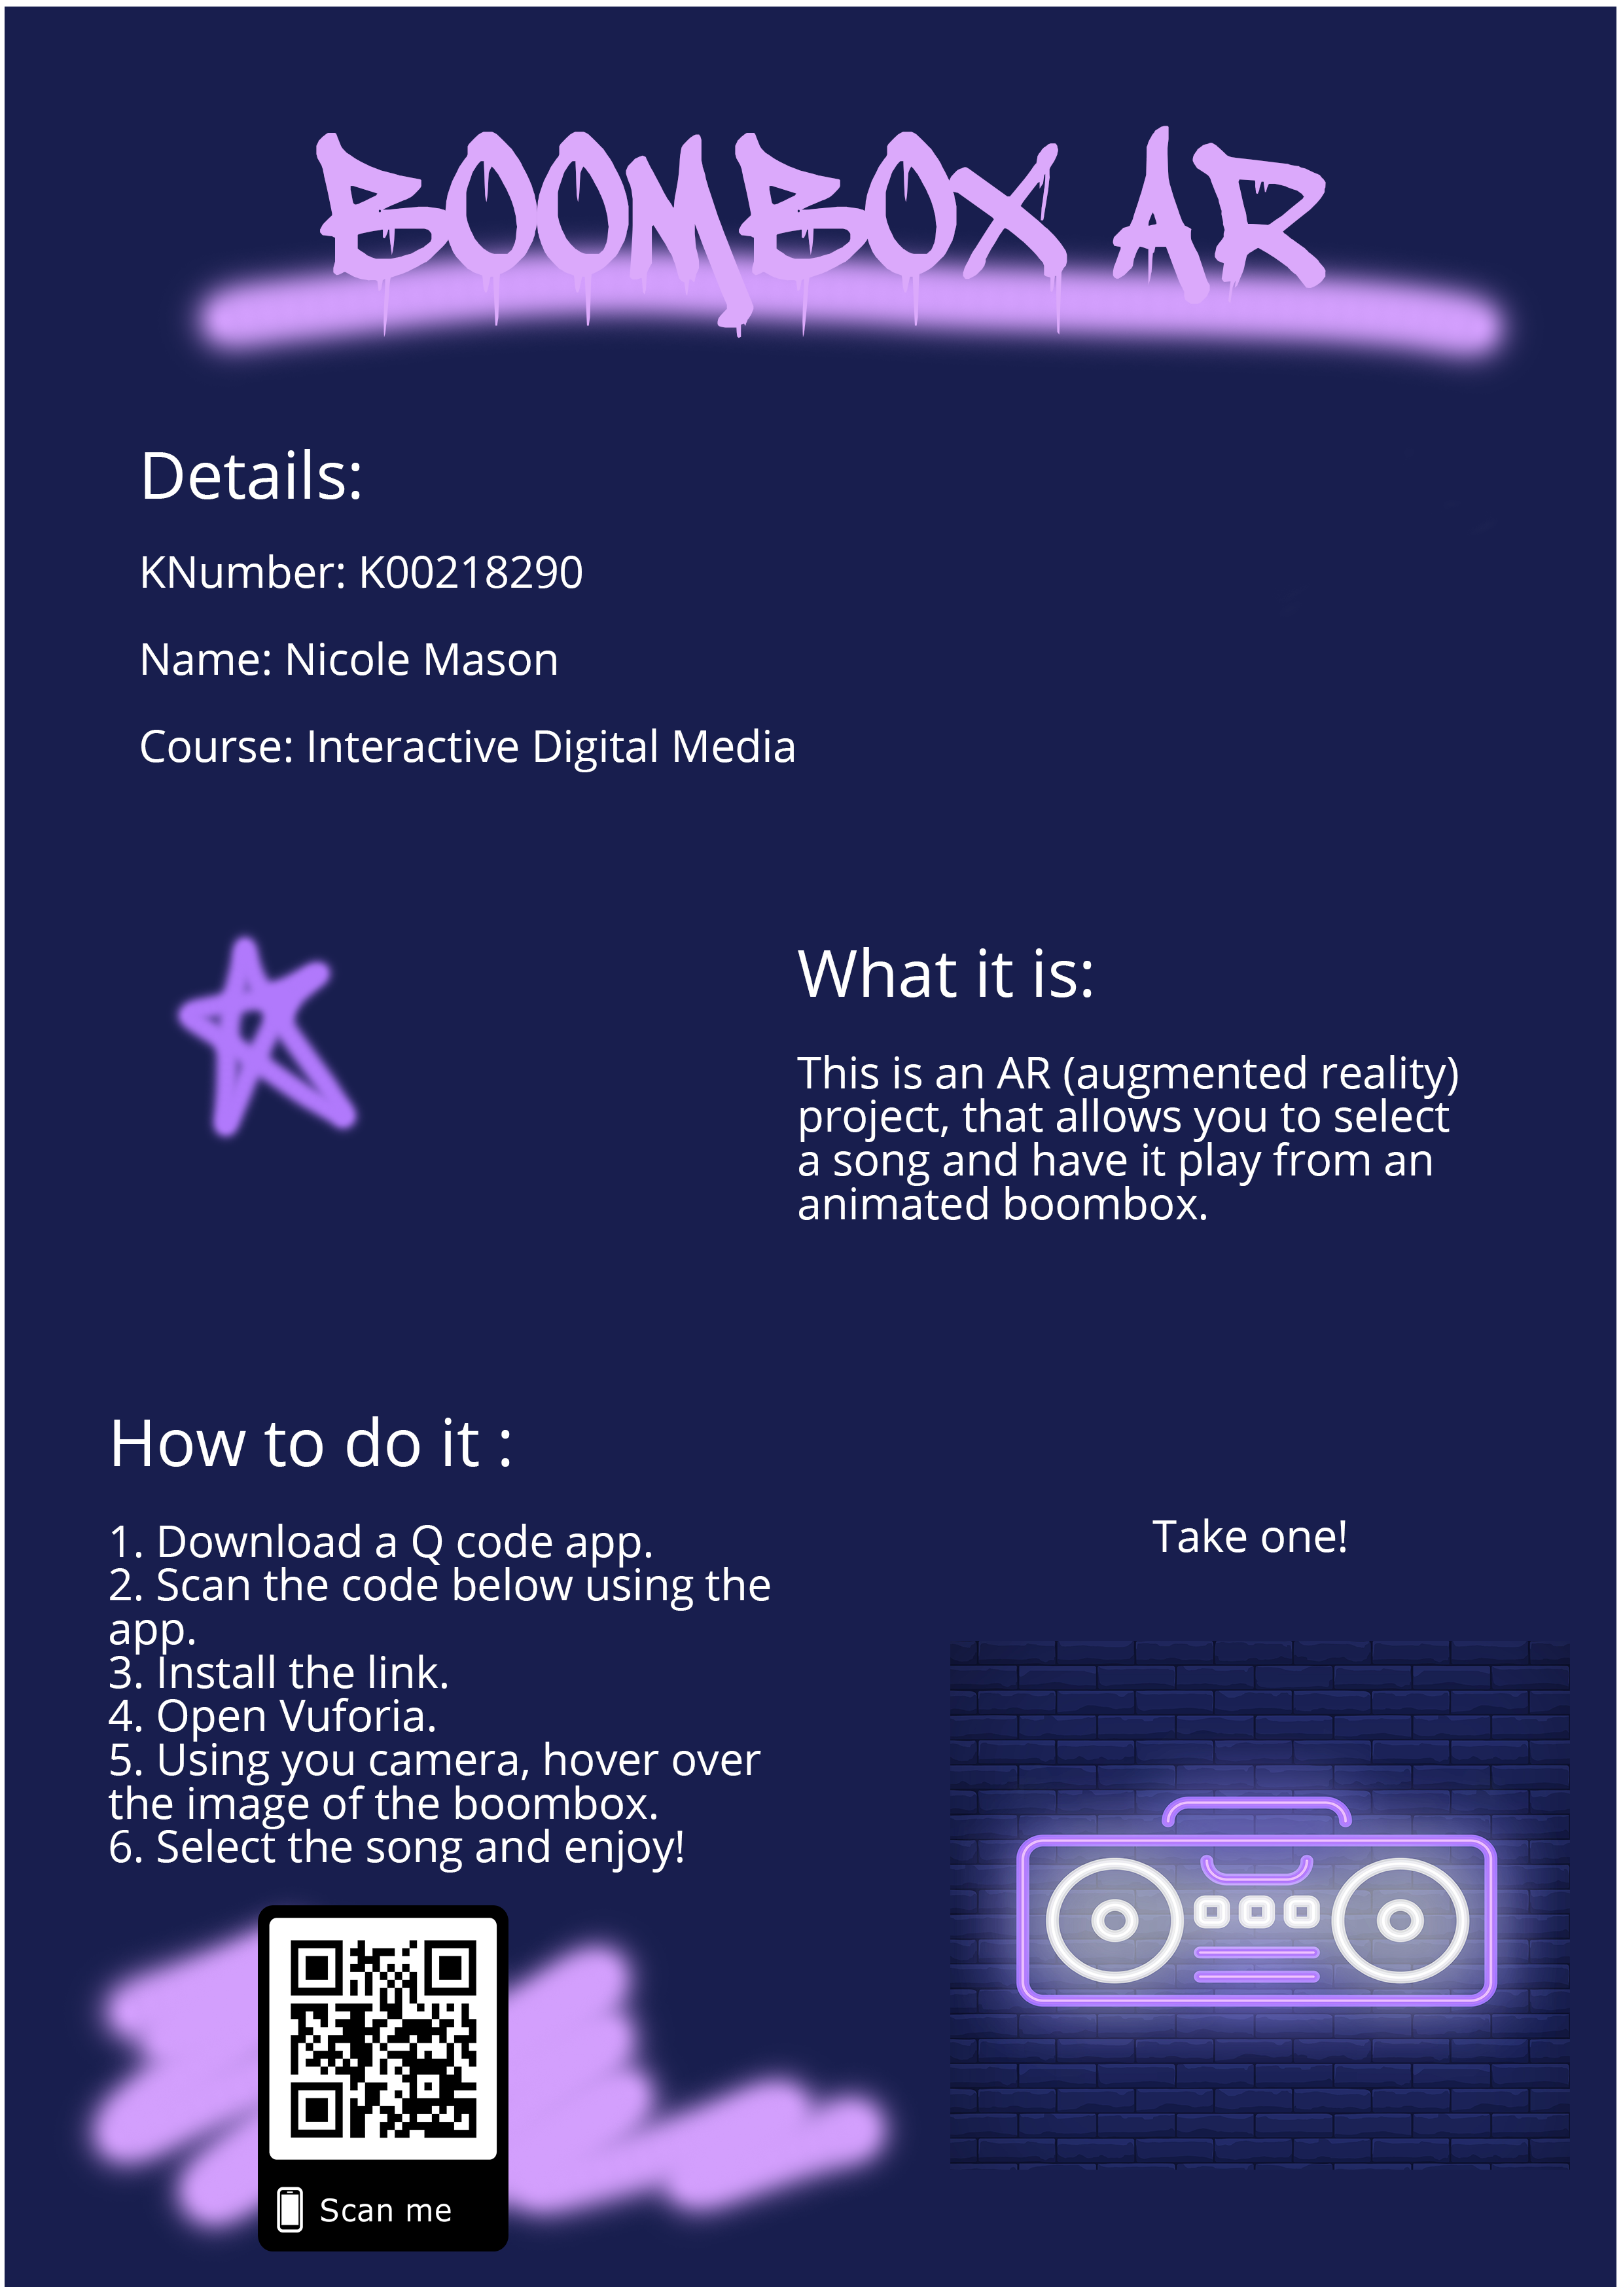 BOOMBOX AR
Details:
KNumber: K00218290
Name: Nicole Mason
Course: Interactive Digital Media
What it is:
This is an AR (augmented reality)
project, that allows you to select
a song and have it play from an
animated boombox.
How to do it :
1. Download a Q code app.
2. Scan the code below using the
app.
3. Install the link.
4. Open Vuforia.
5. Using you camera, hover over
the image of the boombox.
6. Select the song and enjoy!
Take one!
Scan me